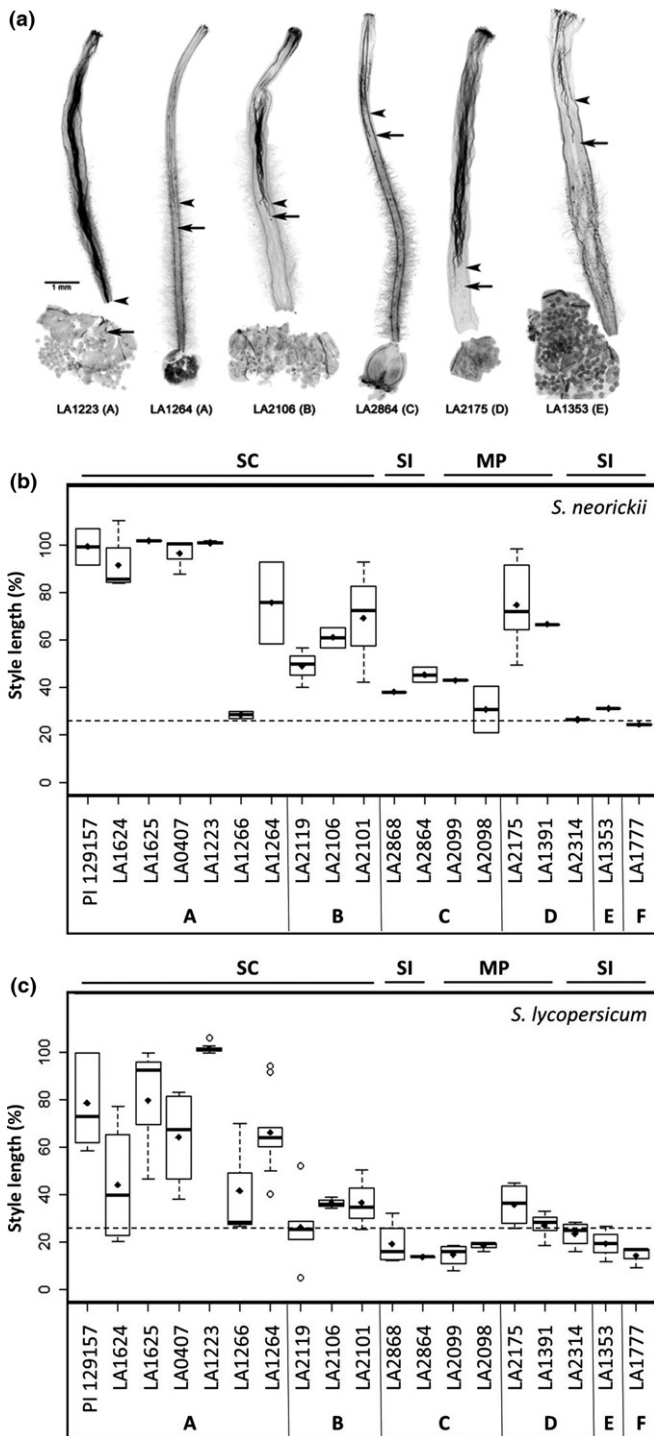 (a)
1 mm
LA1223 (A) LA1264 (A) LA2106 (B) LA2864 (C) LA2175 (D) LA1353 (E)
(b)
SC SI MP SI
S. neorickii
Style length (%)
100
80
60
40
20
0
PI 129157 LA1624 LA1625 LA0407 LA1223 LA1266 LA1264 LA2119 LA2106 LA2101 LA2868 LA2864 LA2099 LA2098 LA2175 LA1391 LA2314 LA1353 LA1777
A B C D E F
(c)
SC SI MP SI
S. lycopersicum
Style length (%)
100
80
60
40
20
0
PI 129157 LA1624 LA1625 LA0407 LA1223 LA1266 LA1264 LA2119 LA2106 LA2101 LA2868 LA2864 LA2099 LA2098 LA2175 LA1391 LA2314 LA1353 LA1777
A B C D E F